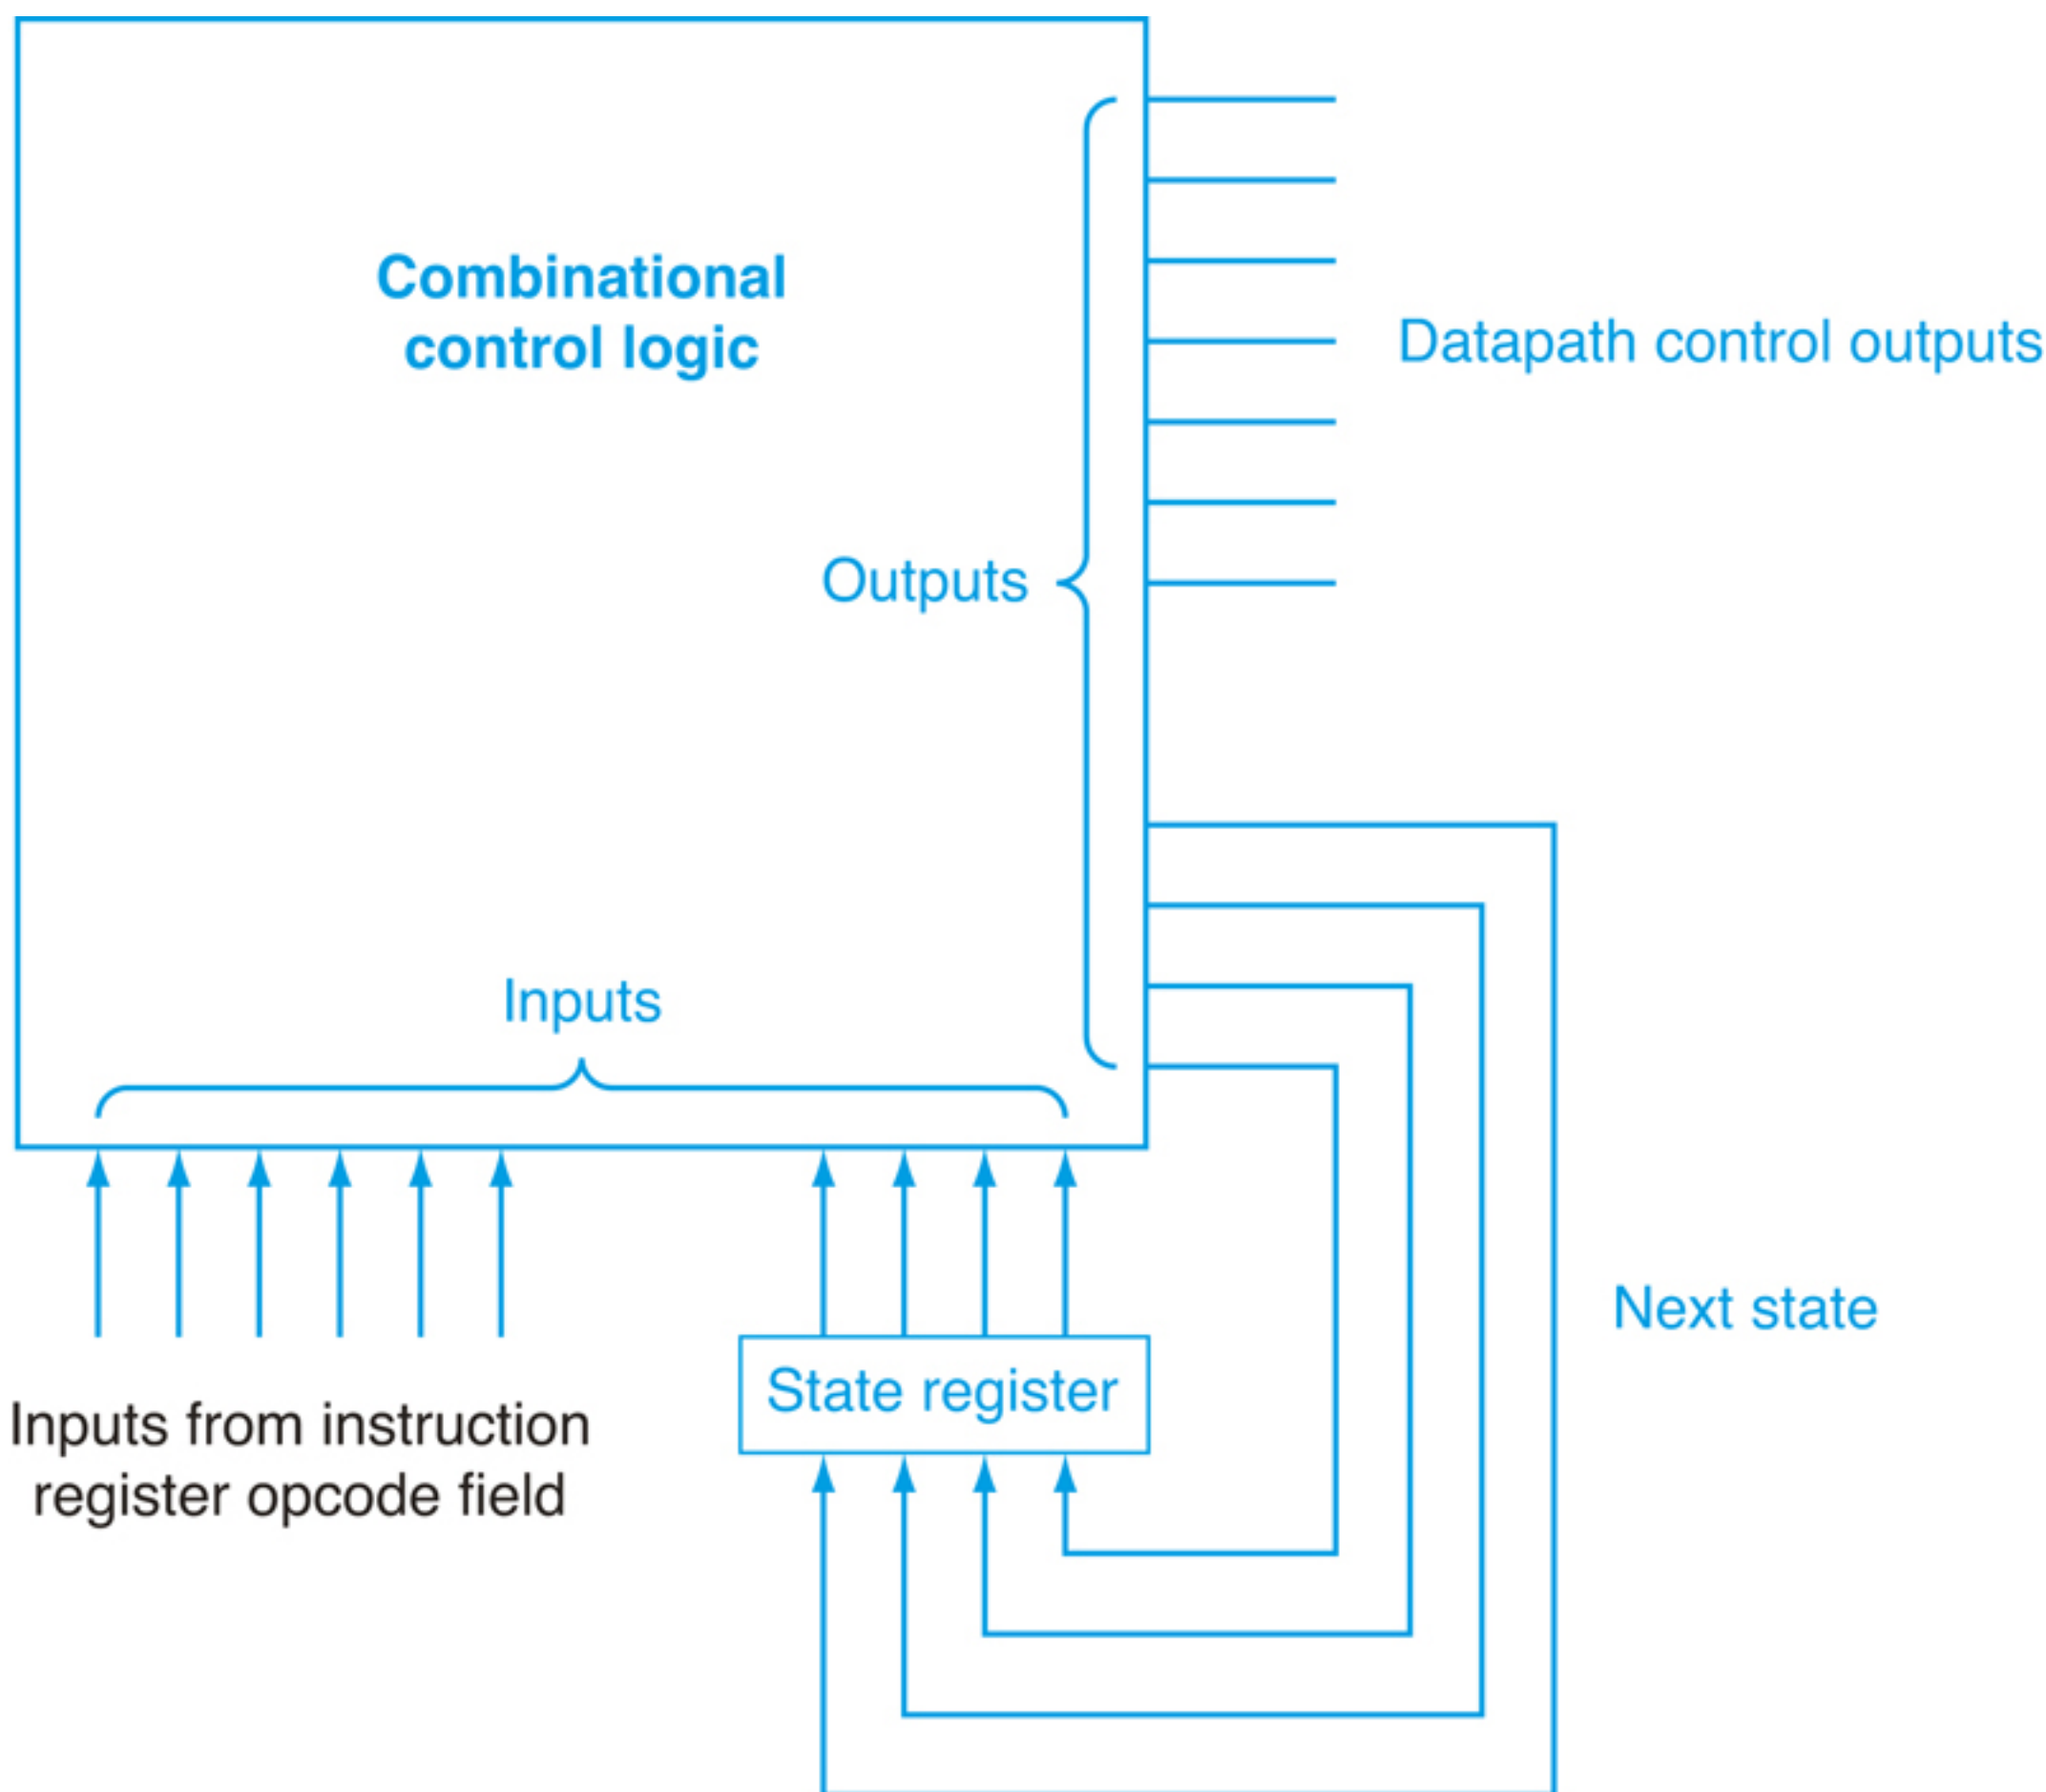 Combinational
control logic
Datapath control outputs
Outputs
Inputs
Next state
State register
Inputs from instruction
register opcode field